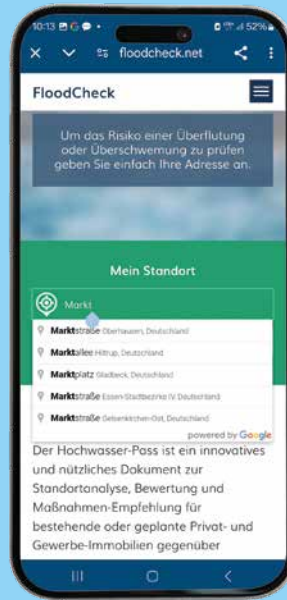 10:13
52%
floodcheck.net
FloodCheck
Um das Risiko einer Überflutung
oder Überschwemung zu prüfen
geben Sie einfach Ihre Adresse an.
Mein Standort
Markt
Marktstraße Oberhausen, Deutschland
Marktallee Hiltrup, Deutschland
Marktplatz Gladbeck, Deutschland
Marktstraße Essen-Stadtbezirke IV, Deutschland
Marktstraße Gelsenkirchen-Ost, Deutschland
powered by Google
Der Hochwasser-Pass ist ein innovatives
und nützliches Dokument zur
Standortanalyse, Bewertung und
Maßnahmen-Empfehlung für
bestehende oder geplante Privat- und
Gewerbe-Immobilien gegenüber